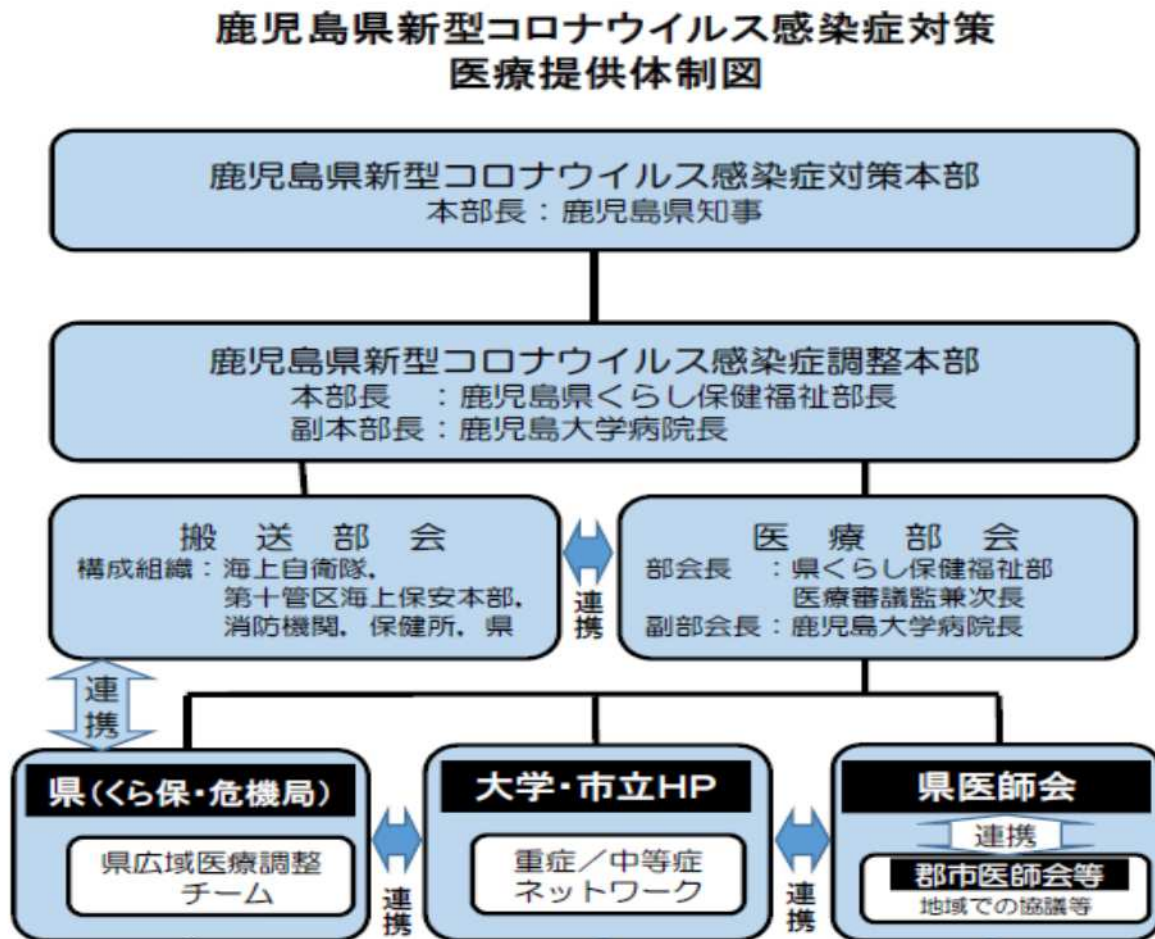 鹿児島県新型コロナウイルス感染症対策
医療提供体制図
鹿児島県新型コロナウイルス感染症対策本部
本部長：鹿児島県知事
鹿児島県新型コロナウイルス感染症調整本部
本部長　：鹿児島県くらし保健福祉部長
副本部長：鹿児島大学病院長
搬　送　部　会
構成組織：海上自衛隊，
第十管区海上保安本部，
消防機関，保健所，県
連携
医　療　部　会
部会長　：県くらし保健福祉部
医療審議監兼次長
副部会長：鹿児島大学病院長
連携
県（くら保・危機局）
県広域医療調整
チーム
連携
大学・市立HP
重症／中等症
ネットワーク
連携
県医師会
連携
郡市医師会等
地域での協議等